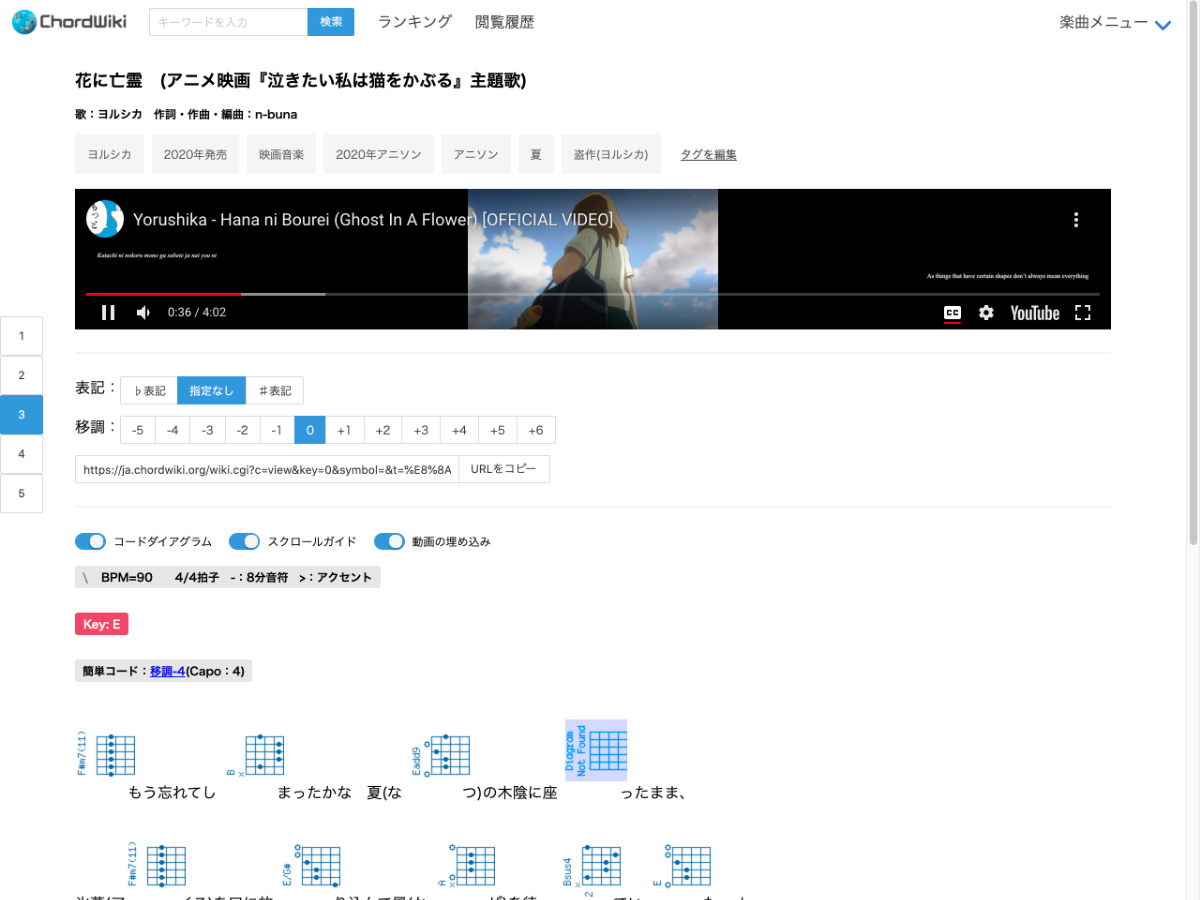 ChordWiki キーワードを入力 検索 ランキング 閲覧履歴 楽曲メニュー
花に亡霊　(アニメ映画『泣きたい私は猫をかぶる』主題歌)
歌：ヨルシカ　作詞・作曲・編曲：n-buna
ヨルシカ 2020年発売 映画音楽 2020年アニソン アニソン 夏 盗作(ヨルシカ) タグを編集
Yorushika - Hana ni Bourei (Ghost In A Flower) [OFFICIAL VIDEO]
Katachi ni nokoru mono ga subete ja nai you ni
As things that have certain shapes don't always mean everything
0:36 / 4:02 CC YouTube
1
2
3
4
5
表記： ♭表記 指定なし ♯表記
移調： -5 -4 -3 -2 -1 0 +1 +2 +3 +4 +5 +6
https://ja.chordwiki.org/wiki.cgi?c=view&key=0&symbol=&t=%E8%8A URLをコピー
コードダイアグラム スクロールガイド 動画の埋め込み
\ BPM=90 4/4拍子 -：8分音符 >：アクセント
Key: E
簡単コード：移調-4(Capo：4)
F#m7(11) B Eadd9 Diagram Not Found
もう忘れてし まったかな　夏(な つ)の木陰に座 ったまま、
F#m7(11) E/G# A Bsus4 2 E